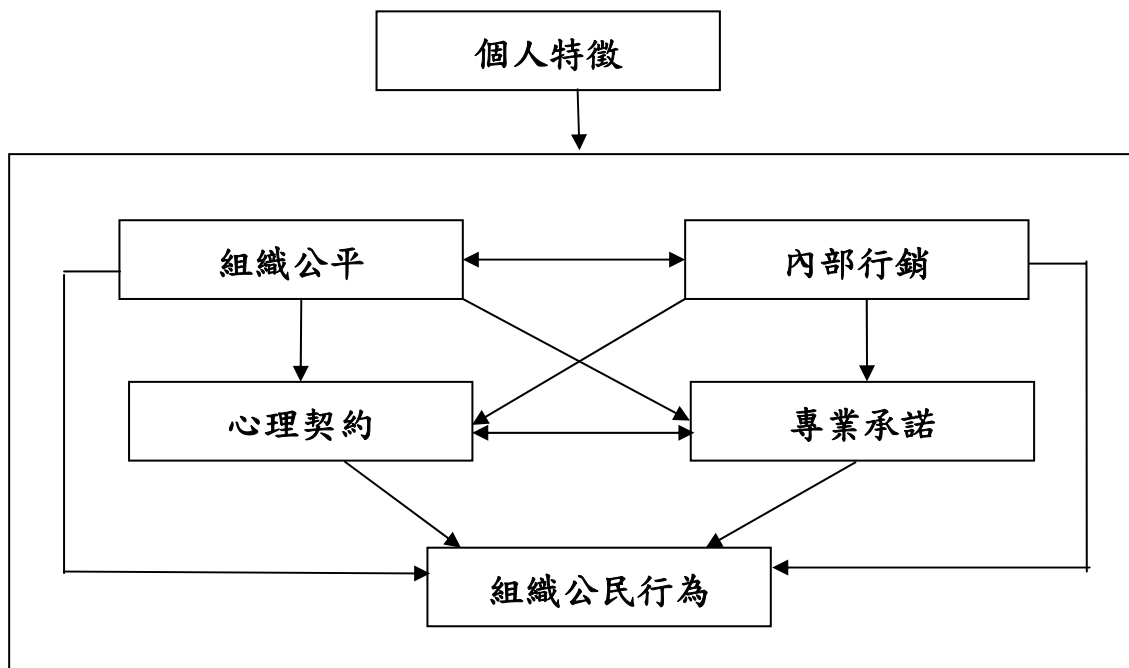 個人特徵
組織公平
內部行銷
心理契約
專業承諾
組織公民行為